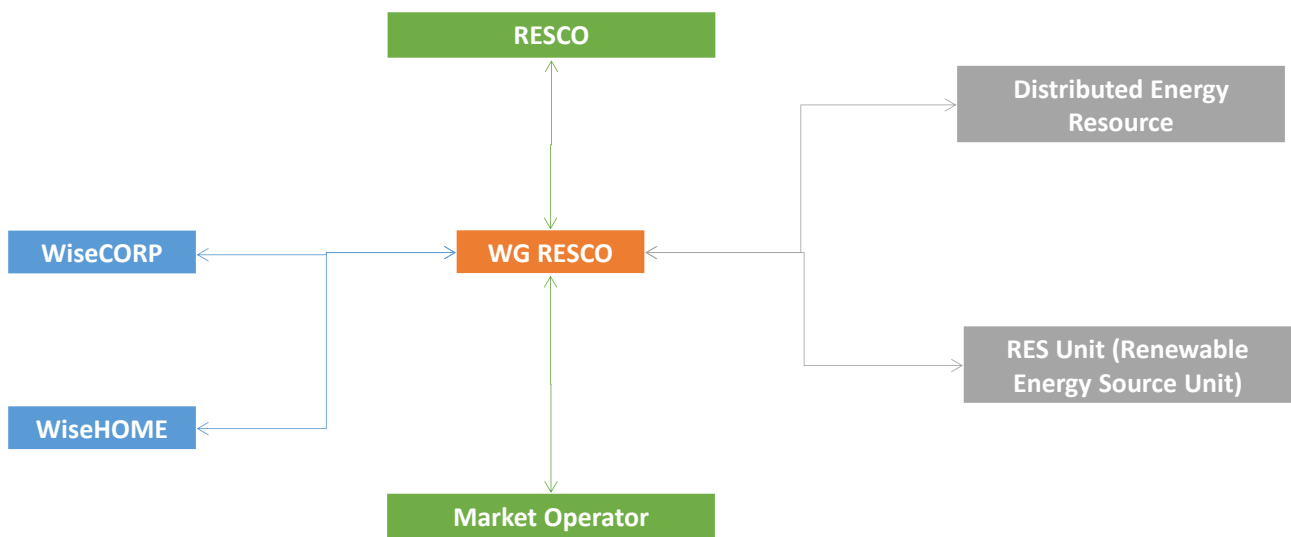 RESCO
Distributed Energy
Resource
WiseCORP
WG RESCO
RES Unit (Renewable
Energy Source Unit)
WiseHOME
Market Operator